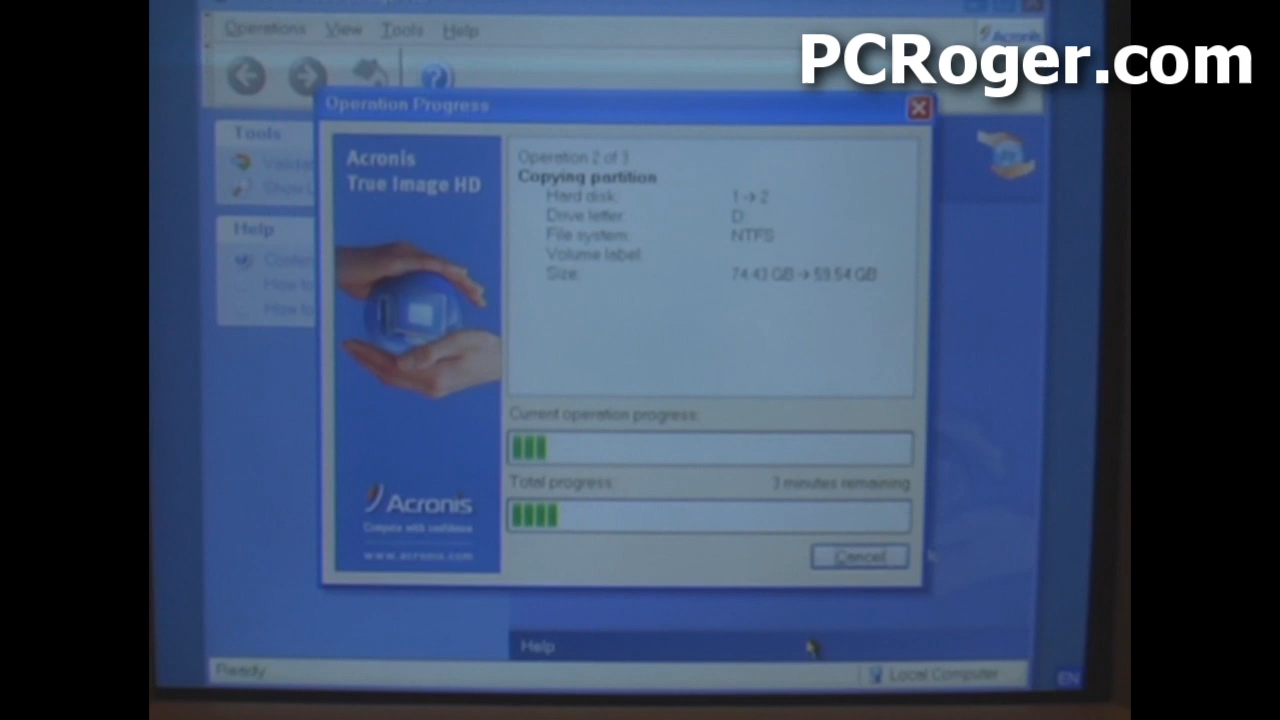 PCRoger.com
Operations View Tools Help
Acronis
Operation Progress
Tools
Help
Acronis
True Image HD
Operation 2 of 3
Copying partition
Hard disk: 1 -> 2
Drive letter: D:
File system: NTFS
Volume label:
Size: 74.43 GB -> 59.54 GB
Current operation progress:
Total progress: 3 minutes remaining
Acronis
Compute with confidence
www.acronis.com
Cancel
Help
Ready
Local Computer
EN